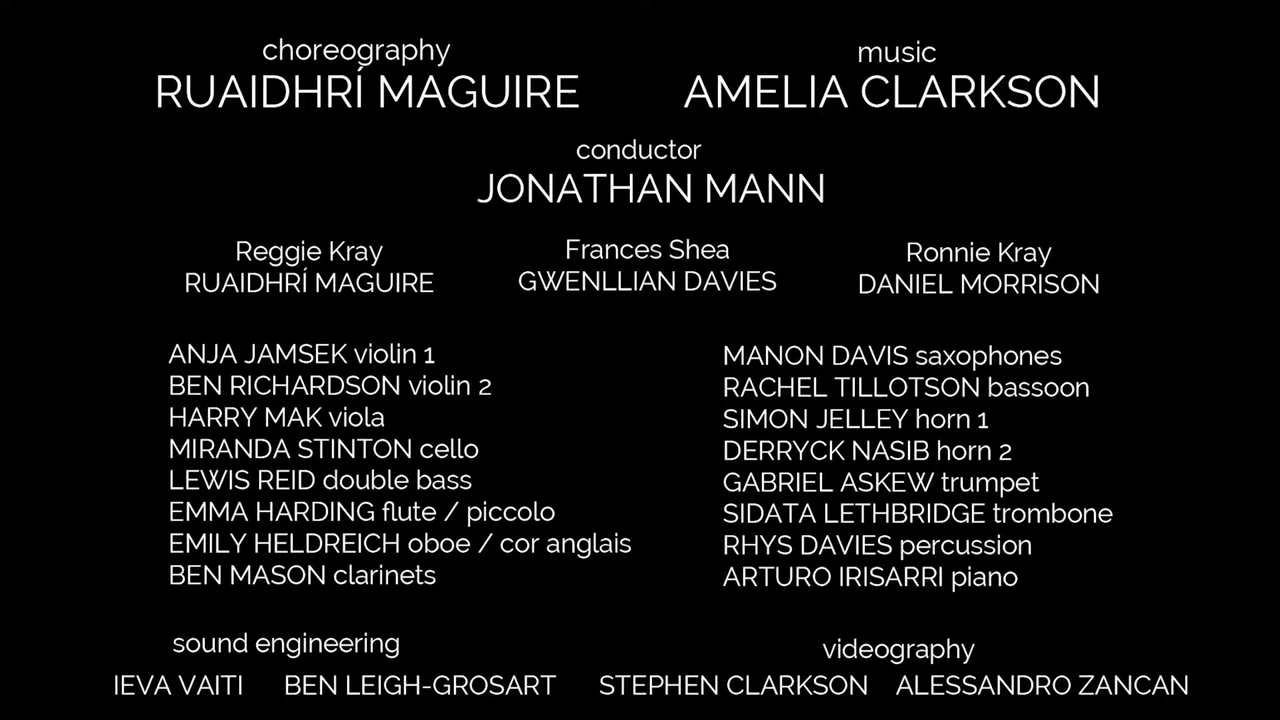 choreography
RUAIDHRÍ MAGUIRE
music
AMELIA CLARKSON
conductor
JONATHAN MANN
Reggie Kray
RUAIDHRÍ MAGUIRE
Frances Shea
GWENLLIAN DAVIES
Ronnie Kray
DANIEL MORRISON
ANJA JAMSEK violin 1
BEN RICHARDSON violin 2
HARRY MAK viola
MIRANDA STINTON cello
LEWIS REID double bass
EMMA HARDING flute / piccolo
EMILY HELDREICH oboe / cor anglais
BEN MASON clarinets
MANON DAVIS saxophones
RACHEL TILLOTSON bassoon
SIMON JELLEY horn 1
DERRYCK NASIB horn 2
GABRIEL ASKEW trumpet
SIDATA LETHBRIDGE trombone
RHYS DAVIES percussion
ARTURO IRISARRI piano
sound engineering
IEVA VAITI BEN LEIGH-GROSART
videography
STEPHEN CLARKSON ALESSANDRO ZANCAN